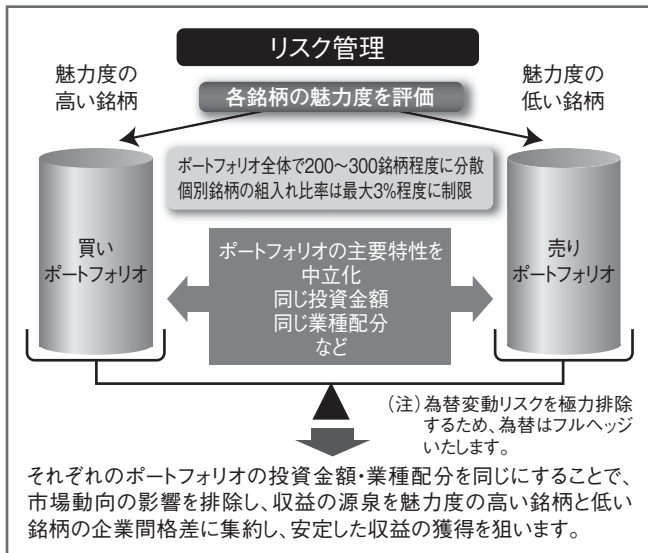 リスク管理
魅力度の
高い銘柄
各銘柄の魅力度を評価
魅力度の
低い銘柄
ポートフォリオ全体で200～300銘柄程度に分散
個別銘柄の組入れ比率は最大3%程度に制限
買い
ポートフォリオ
ポートフォリオの主要特性を
中立化
同じ投資金額
同じ業種配分
など
売り
ポートフォリオ
（注）為替変動リスクを極力排除
するため、為替はフルヘッジ
いたします。
それぞれのポートフォリオの投資金額・業種配分を同じにすることで、
市場動向の影響を排除し、収益の源泉を魅力度の高い銘柄と低い
銘柄の企業間格差に集約し、安定した収益の獲得を狙います。